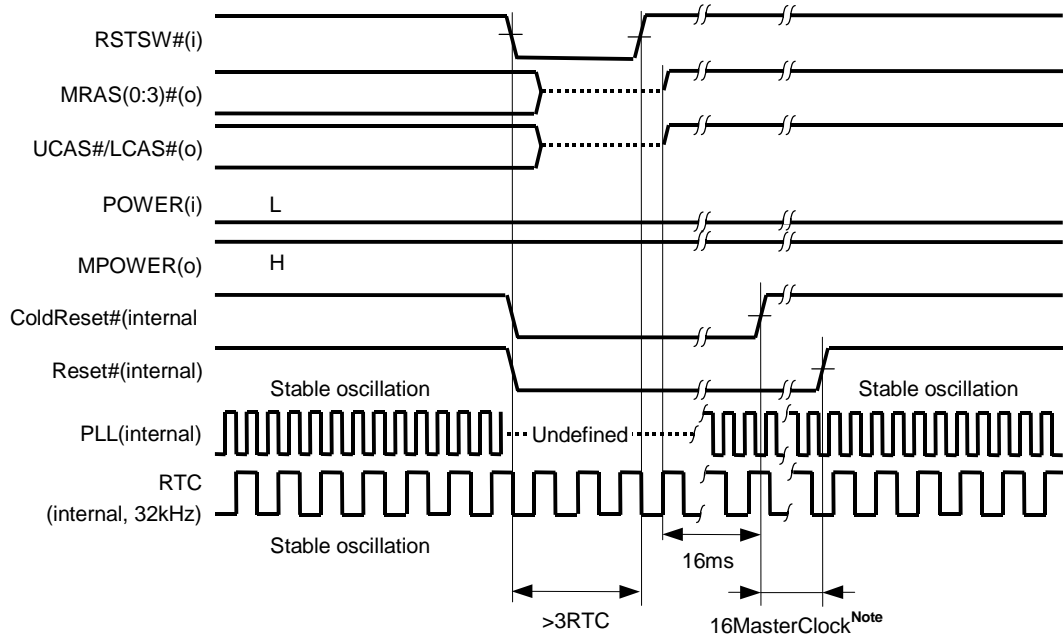 RSTSW#(i)
MRAS(0:3)#(o)
UCAS#/LCAS#(o)
POWER(i)
L
MPOWER(o)
H
ColdReset#(internal
Reset#(internal)
Stable oscillation
Stable oscillation
PLL(internal)
Undefined
RTC
(internal, 32kHz)
Stable oscillation
16ms
>3RTC
16MasterClockNote